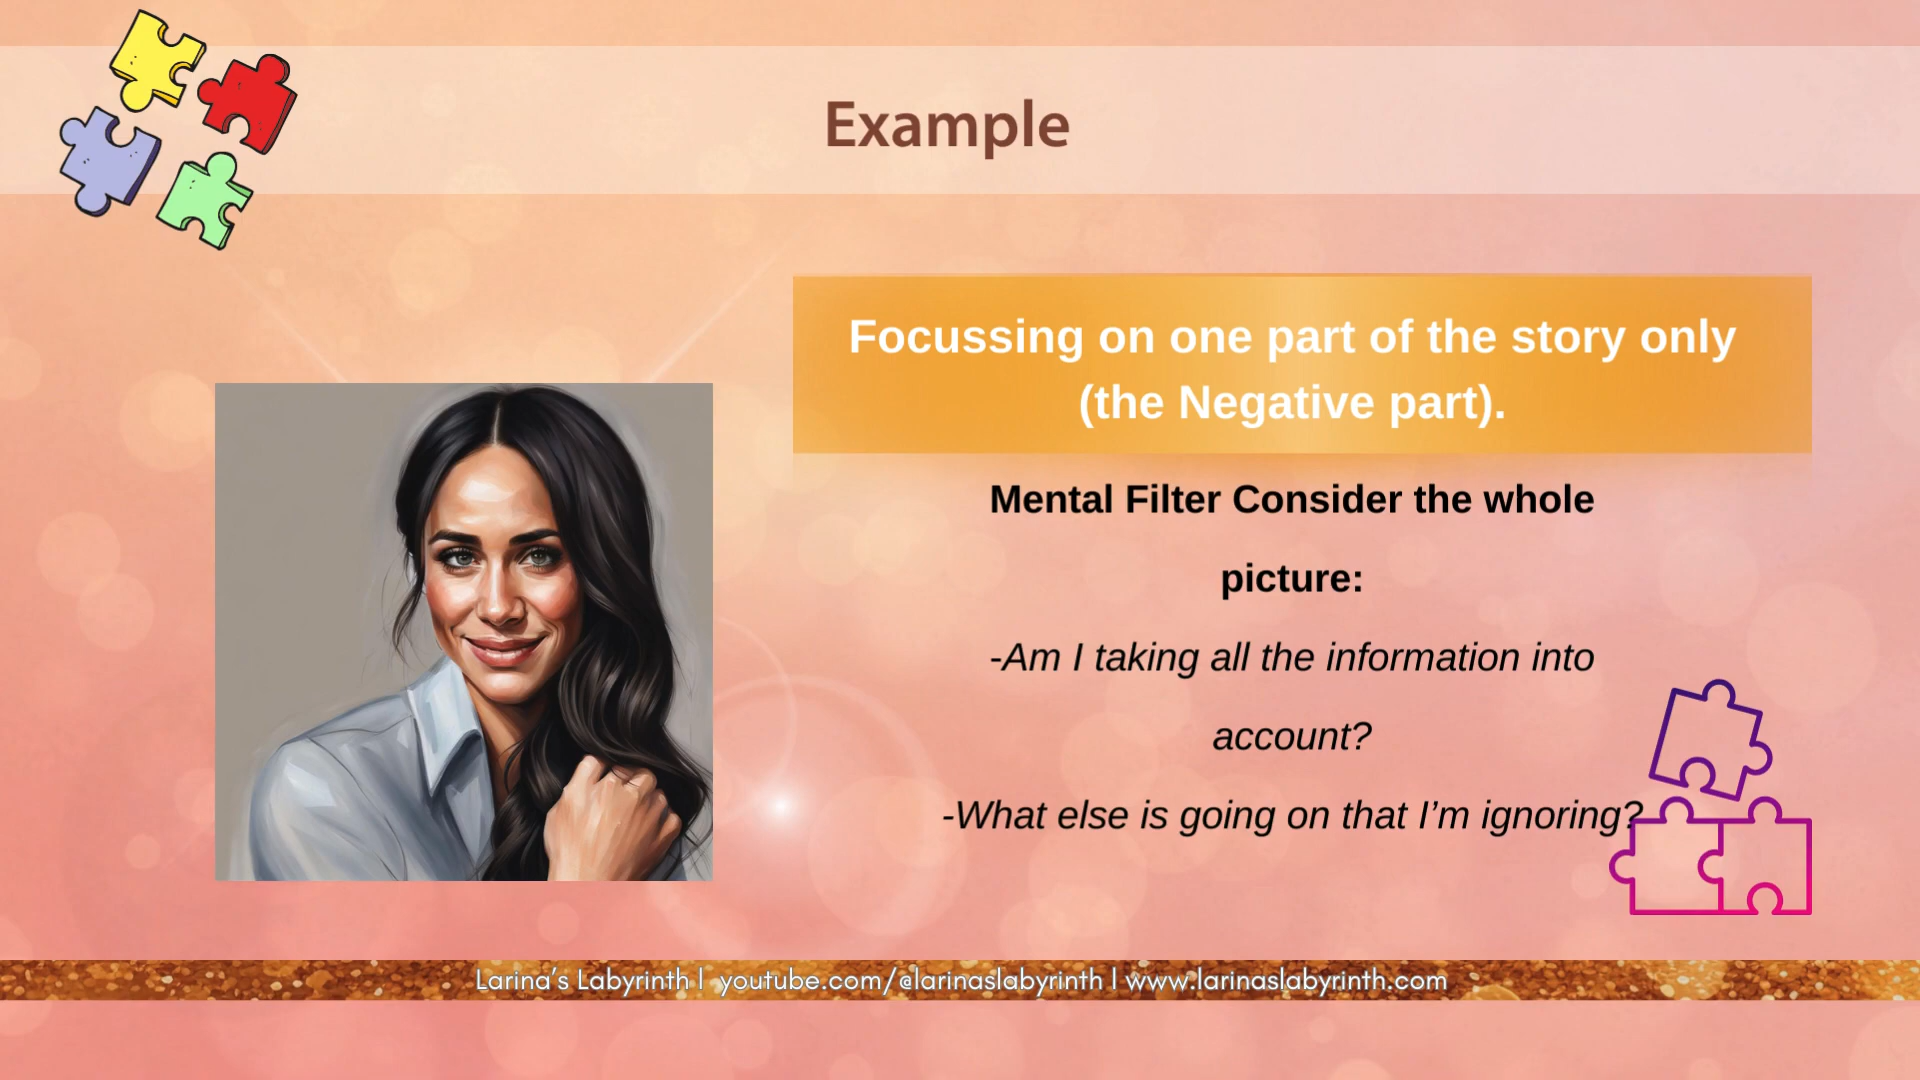 Example
Focussing on one part of the story only
(the Negative part).
Mental Filter Consider the whole
picture:
-Am I taking all the information into
account?
-What else is going on that I’m ignoring?
Larina’s Labyrinth | youtube.com/@larinaslabyrinth | www.larinaslabyrinth.com